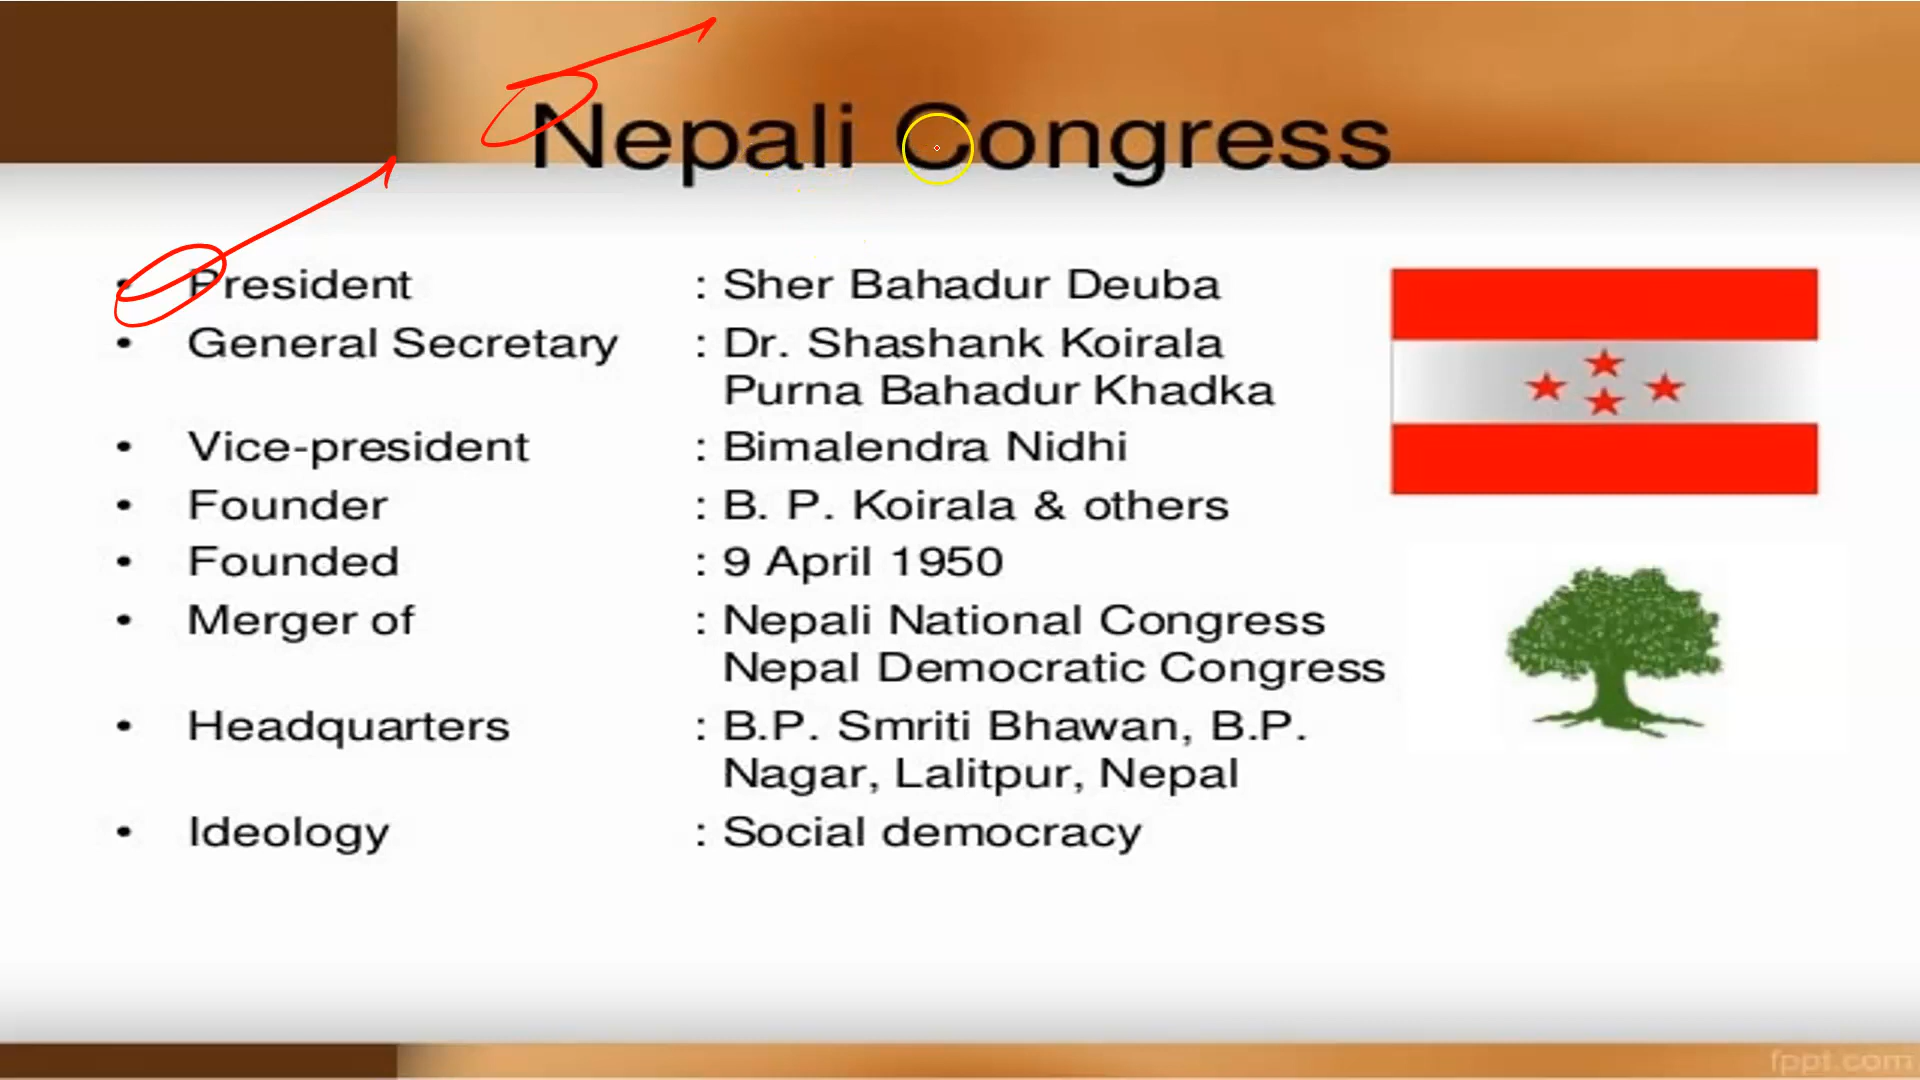 Nepali Congress
• President : Sher Bahadur Deuba
• General Secretary : Dr. Shashank Koirala
Purna Bahadur Khadka
• Vice-president : Bimalendra Nidhi
• Founder : B. P. Koirala & others
• Founded : 9 April 1950
• Merger of : Nepali National Congress
Nepal Democratic Congress
• Headquarters : B.P. Smriti Bhawan, B.P.
Nagar, Lalitpur, Nepal
• Ideology : Social democracy
fppt.com